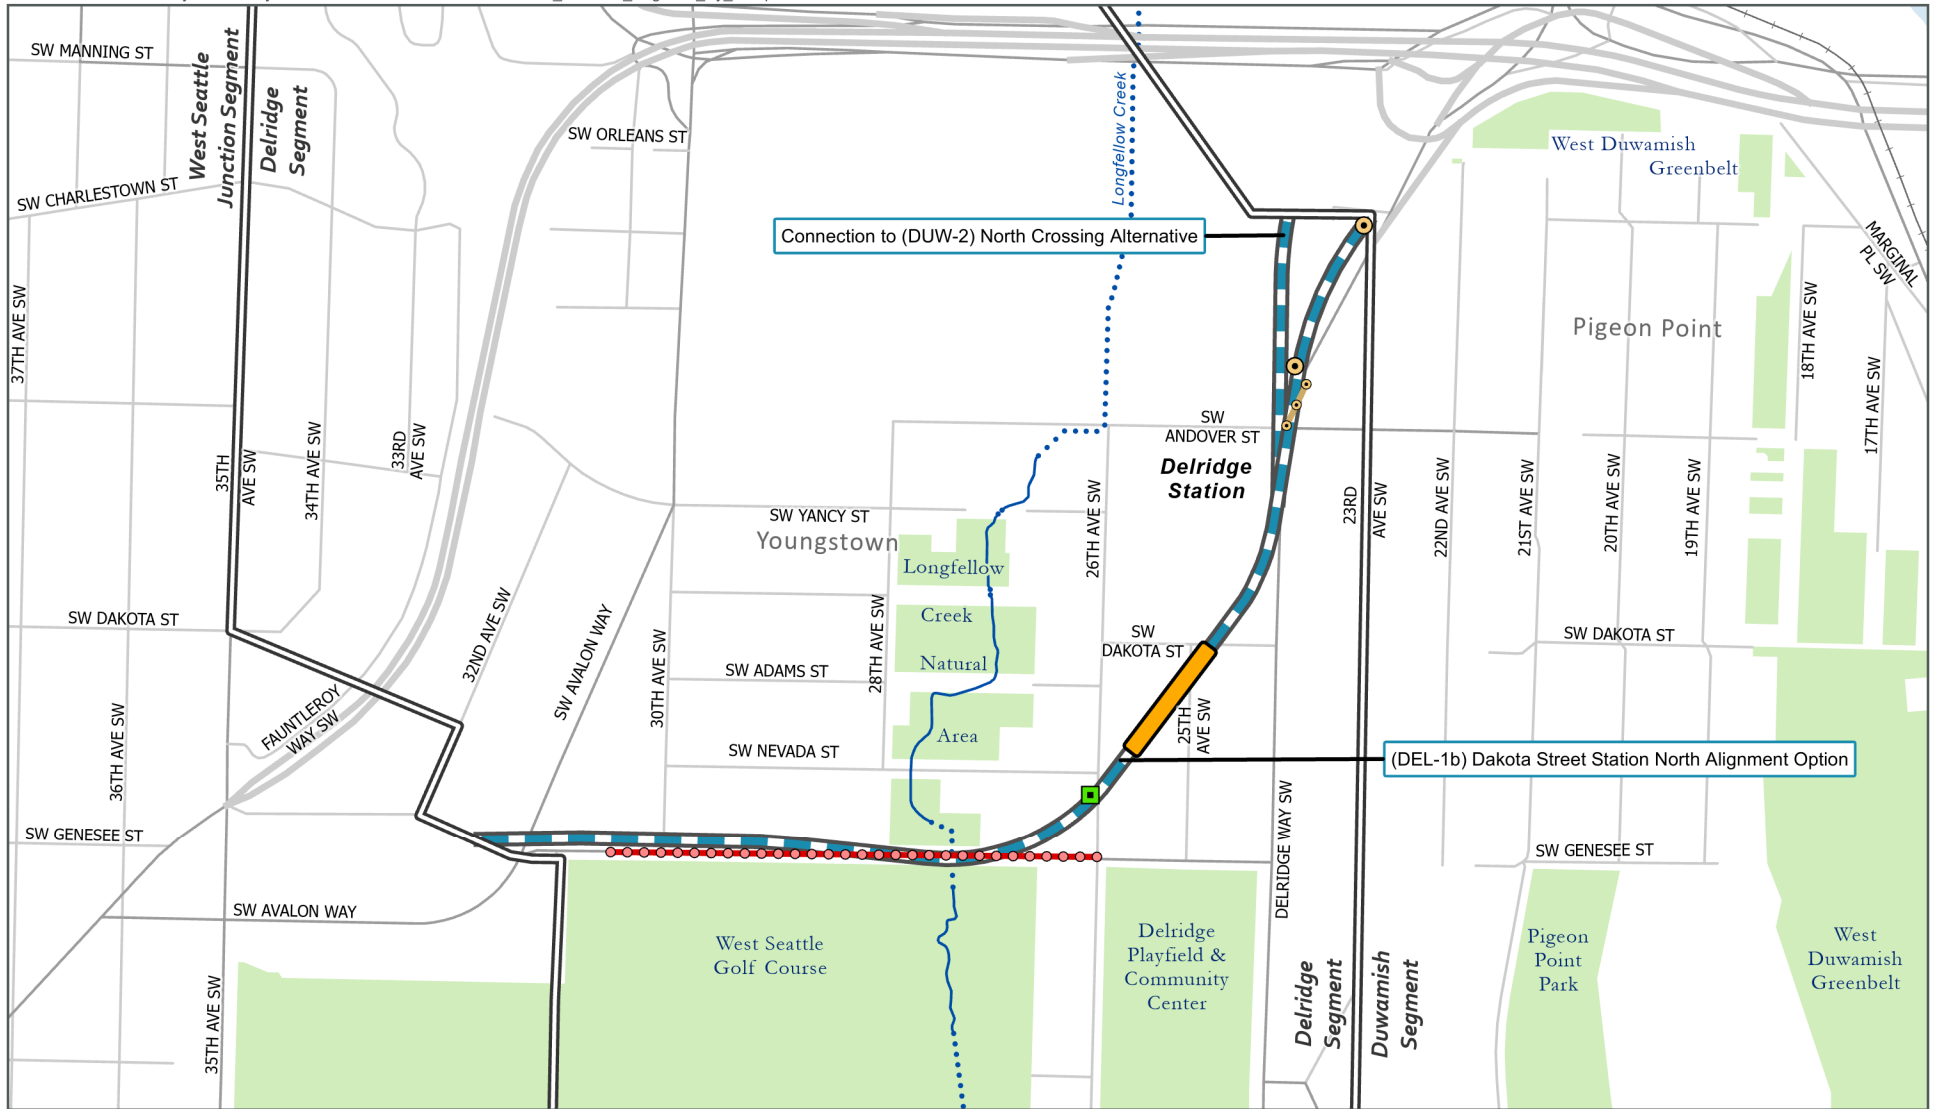 SW MANNING ST
West Seattle
Junction Segment
Delridge
Segment
SW ORLEANS ST
Longfellow Creek
West Duwamish
Greenbelt
SW CHARLESTOWN ST
Connection to (DUW-2) North Crossing Alternative
MARGINAL
PL SW
37TH AVE SW
Pigeon Point
18TH AVE SW
17TH AVE SW
35TH
AVE SW
34TH AVE SW
33RD
AVE SW
SW
ANDOVER ST
Delridge
Station
26TH AVE SW
23RD
AVE SW
22ND AVE SW
21ST AVE SW
20TH AVE SW
19TH AVE SW
SW YANCY ST
Youngstown
Longfellow
Creek
Natural
Area
SW DAKOTA ST
32ND AVE SW
SW AVALON WAY
30TH AVE SW
28TH AVE SW
SW ADAMS ST
SW
DAKOTA ST
SW DAKOTA ST
25TH
AVE SW
36TH AVE SW
FAUNTLEROY
WAY SW
SW NEVADA ST
(DEL-1b) Dakota Street Station North Alignment Option
SW GENESEE ST
DELRIDGE WAY SW
SW GENESEE ST
SW AVALON WAY
West Seattle
Golf Course
Delridge
Playfield &
Community
Center
Delridge
Segment
Duwamish
Segment
Pigeon
Point
Park
West
Duwamish
Greenbelt
35TH AVE SW